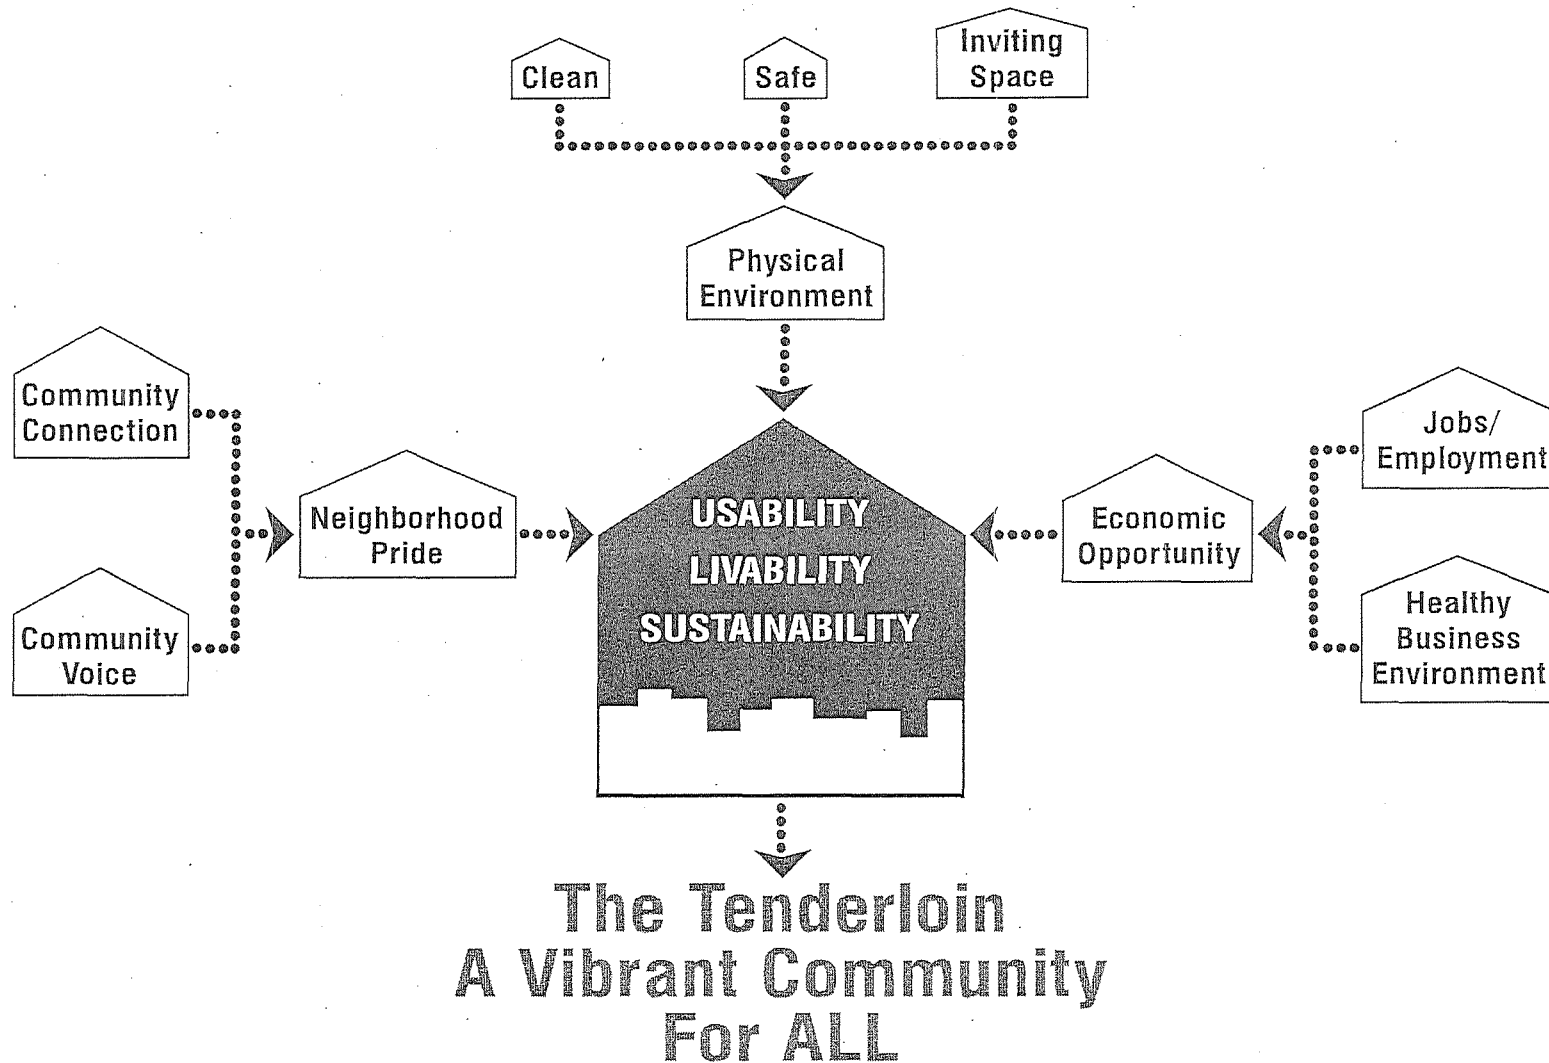 Clean
Safe
Inviting
Space
Physical
Environment
Community
Connection
Community
Voice
Neighborhood
Pride
USABILITY
LIVABILITY
SUSTAINABILITY
Economic
Opportunity
Jobs/
Employment
Healthy
Business
Environment
The Tenderloin
A Vibrant Community
For ALL